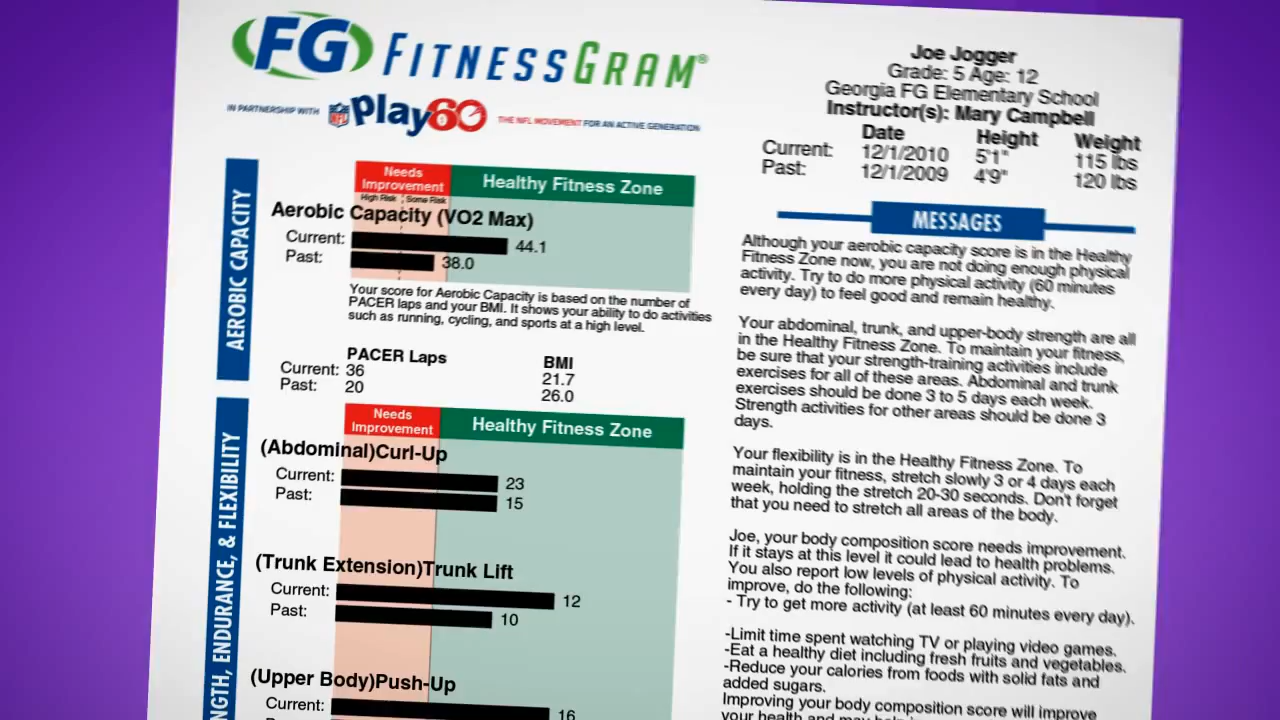 FG FITNESSGRAM®
IN PARTNERSHIP WITH NFL play60 THE NFL MOVEMENT FOR AN ACTIVE GENERATION
Joe Jogger
Grade: 5 Age: 12
Georgia FG Elementary School
Instructor(s): Mary Campbell
Date Height Weight
Current: 12/1/2010 5'1" 115 lbs
Past: 12/1/2009 4'9" 120 lbs
AEROBIC CAPACITY
Needs
Improvement
Healthy Fitness Zone
High Risk Some Risk
Aerobic Capacity (VO2 Max)
Current: 44.1
Past: 38.0
Your score for Aerobic Capacity is based on the number of
PACER laps and your BMI. It shows your ability to do activities
such as running, cycling, and sports at a high level.
PACER Laps BMI
Current: 36 21.7
Past: 20 26.0
NGTH, ENDURANCE, & FLEXIBILITY
Needs
Improvement
Healthy Fitness Zone
(Abdominal)Curl-Up
Current: 23
Past: 15
(Trunk Extension)Trunk Lift
Current: 12
Past: 10
(Upper Body)Push-Up
Current: 16
MESSAGES
Although your aerobic capacity score is in the Healthy
Fitness Zone now, you are not doing enough physical
activity. Try to do more physical activity (60 minutes
every day) to feel good and remain healthy.
Your abdominal, trunk, and upper-body strength are all
in the Healthy Fitness Zone. To maintain your fitness,
be sure that your strength-training activities include
exercises for all of these areas. Abdominal and trunk
exercises should be done 3 to 5 days each week.
Strength activities for other areas should be done 3
days.
Your flexibility is in the Healthy Fitness Zone. To
maintain your fitness, stretch slowly 3 or 4 days each
week, holding the stretch 20-30 seconds. Don't forget
that you need to stretch all areas of the body.
Joe, your body composition score needs improvement.
If it stays at this level it could lead to health problems.
You also report low levels of physical activity. To
improve, do the following:
- Try to get more activity (at least 60 minutes every day).
-Limit time spent watching TV or playing video games.
-Eat a healthy diet including fresh fruits and vegetables.
-Reduce your calories from foods with solid fats and
added sugars.
Improving your body composition score will improve
your health and may